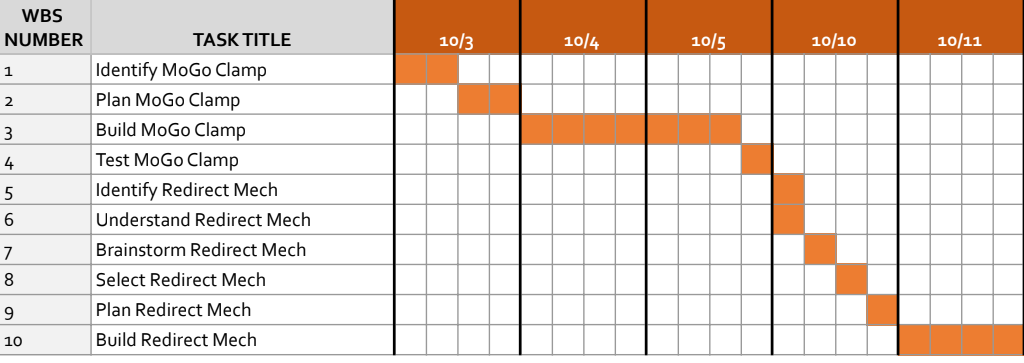 WBS NUMBER TASK TITLE 10/3 10/4 10/5 10/10 10/11
1 Identify MoGo Clamp
2 Plan MoGo Clamp
3 Build MoGo Clamp
4 Test MoGo Clamp
5 Identify Redirect Mech
6 Understand Redirect Mech
7 Brainstorm Redirect Mech
8 Select Redirect Mech
9 Plan Redirect Mech
10 Build Redirect Mech